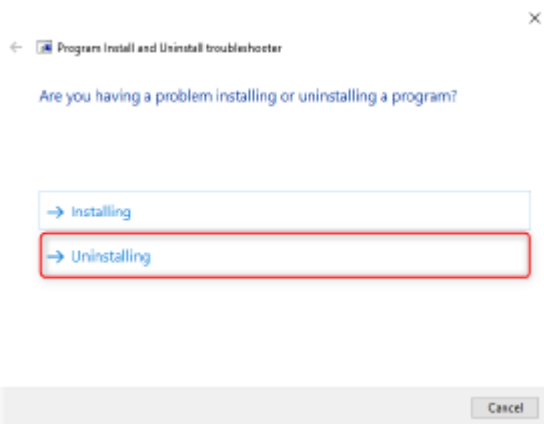 Program Install and Uninstall troubleshooter
Are you having a problem installing or uninstalling a program?
Installing
Uninstalling
Cancel